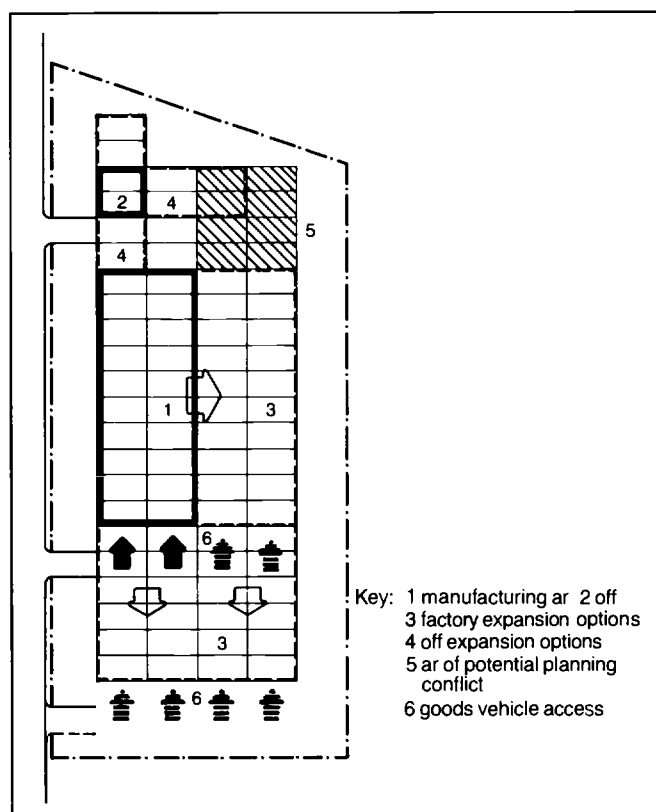 2
4
5
4
1
3
6
3
6
Key: 1 manufacturing ar 2 off
3 factory expansion options
4 off expansion options
5 ar of potential planning
conflict
6 goods vehicle access